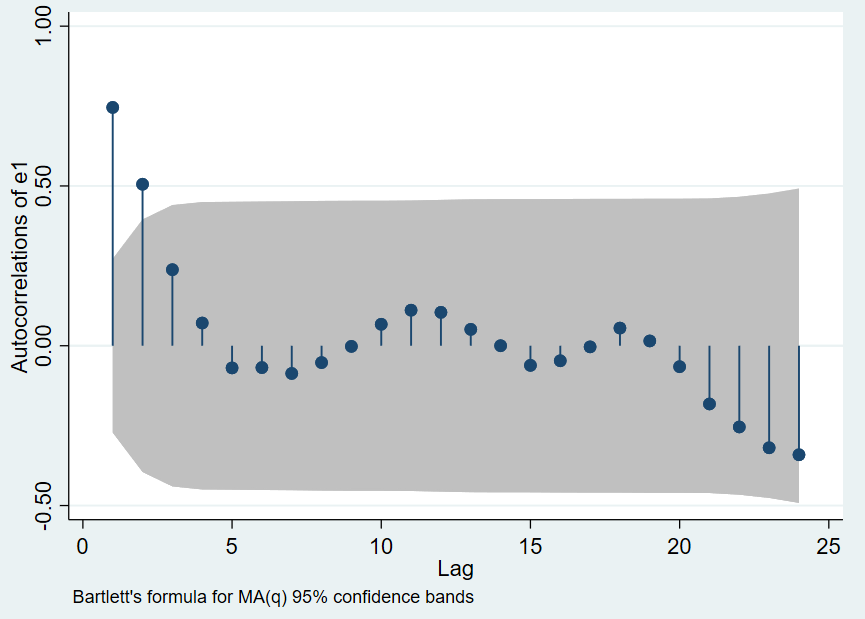 1.00
0.50
0.00
-0.50
Autocorrelations of e1
0 5 10 15 20 25
Lag
Bartlett's formula for MA(q) 95% confidence bands